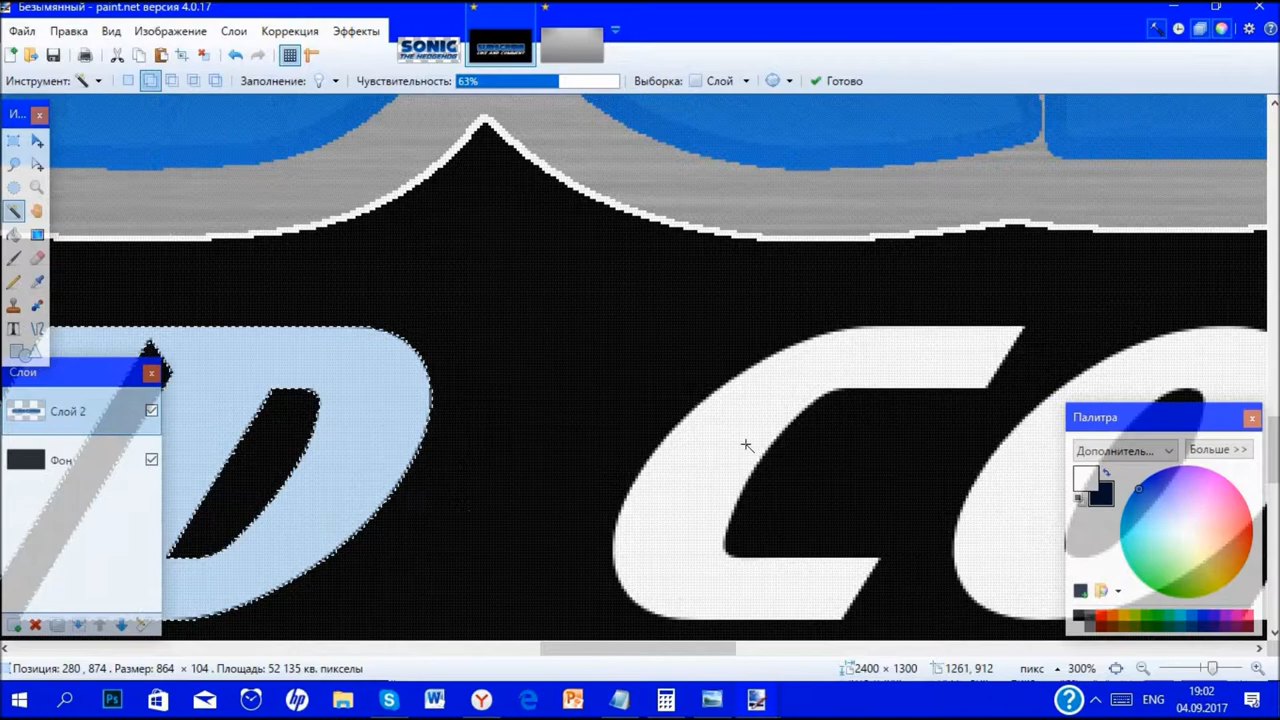 Безымянный - paint.net версия 4.0.17
Файл Правка Вид Изображение Слои Коррекция Эффекты
SONIC
THE HEDGEHOG
Инструмент: Заполнение: Чувствительность: 63% Выборка: Слой Готово
И...
Слои
Слой 2
Фон
D CO
Палитра
Дополнитель... Больше >>
Позиция: 280 , 874 . Размер: 864 × 104 . Площадь: 52 135 кв. пикселы
2400 × 1300 1261, 912 пикс 300%
ENG
19:02
04.09.2017